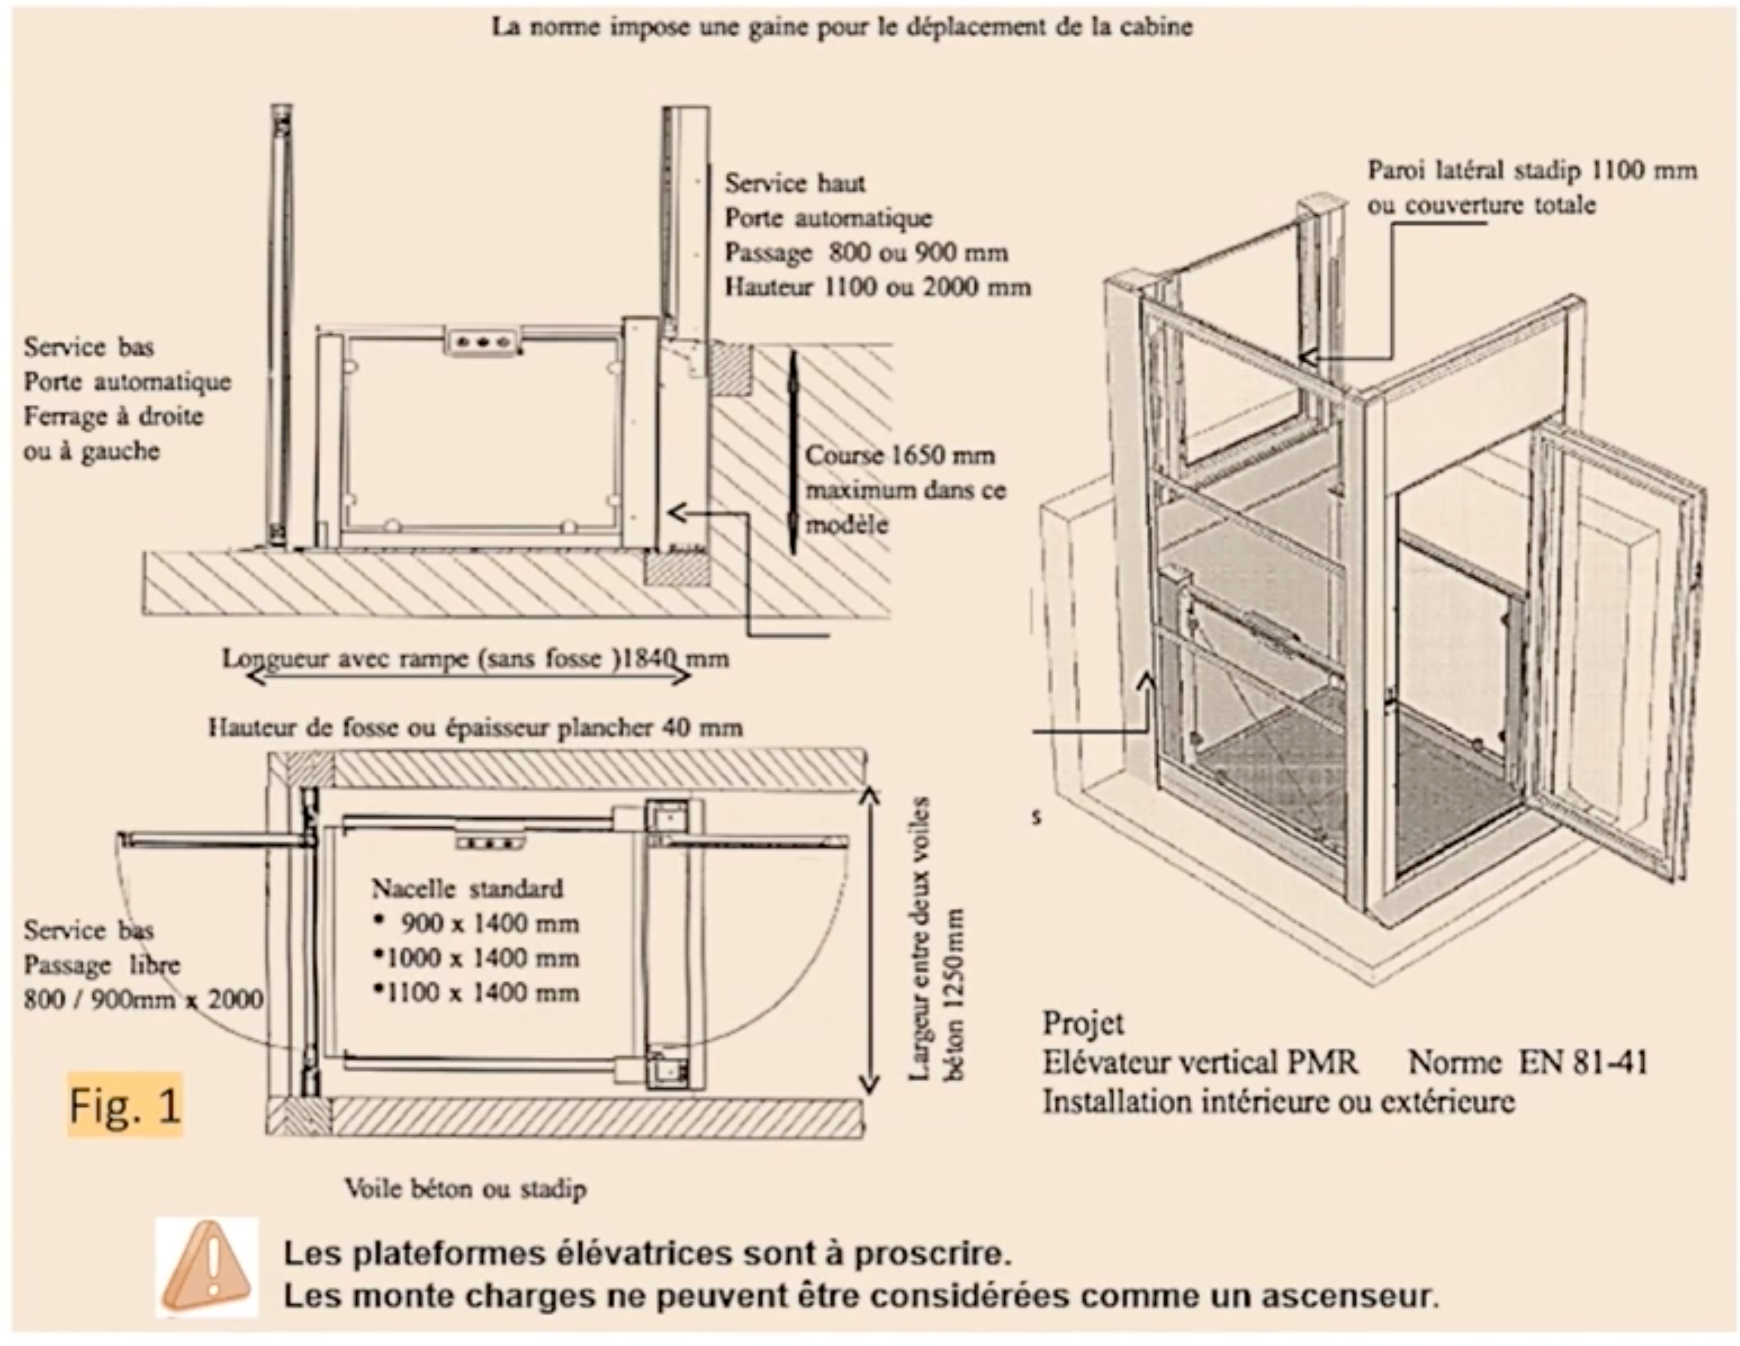 La norme impose une gaine pour le déplacement de la cabine
Service haut
Porte automatique
Passage 800 ou 900 mm
Hauteur 1100 ou 2000 mm
Paroi latéral stadip 1100 mm
ou couverture totale
Service bas
Porte automatique
Ferrage à droite
ou à gauche
Course 1650 mm
maximum dans ce
modèle
Longueur avec rampe (sans fosse )1840 mm
Hauteur de fosse ou épaisseur plancher 40 mm
s
Nacelle standard
• 900 x 1400 mm
•1000 x 1400 mm
•1100 x 1400 mm
Service bas
Passage libre
800 / 900mm x 2000
Largeur entre deux voiles
béton 1250mm
Projet
Elévateur vertical PMR Norme EN 81-41
Installation intérieure ou extérieure
Fig. 1
Voile béton ou stadip
Les plateformes élévatrices sont à proscrire.
Les monte charges ne peuvent être considérées comme un ascenseur.